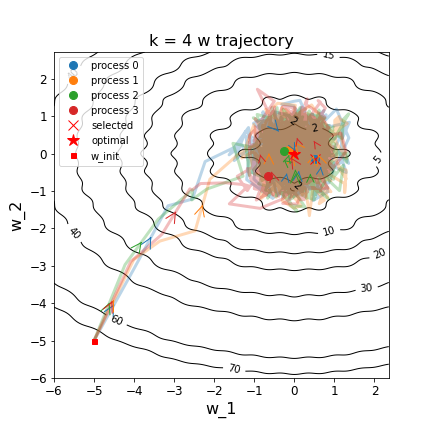 k = 4 w trajectory
process 0
process 1
process 2
process 3
selected
optimal
w_init
15
2
2
2
5
10
20
30
40
60
70
2
1
0
−1
−2
−3
−4
−5
−6
w_2
−6 −5 −4 −3 −2 −1 0 1 2
w_1